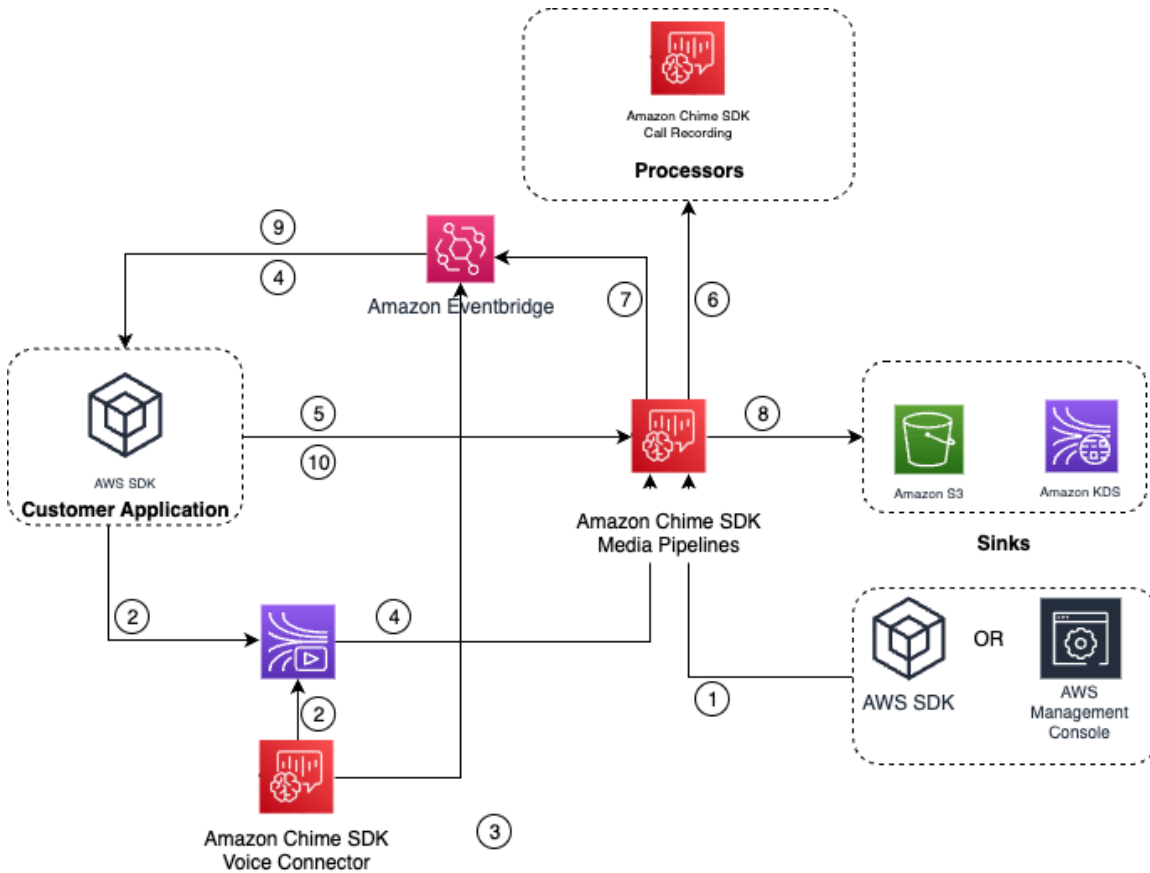 Amazon Chime SDK
Call Recording
Processors
9
4
Amazon Eventbridge
7
6
AWS SDK
Customer Application
5
10
8
Amazon S3
Amazon KDS
Amazon Chime SDK
Media Pipelines
Sinks
2
4
2
1
AWS SDK
OR
AWS
Management
Console
Amazon Chime SDK
Voice Connector
3